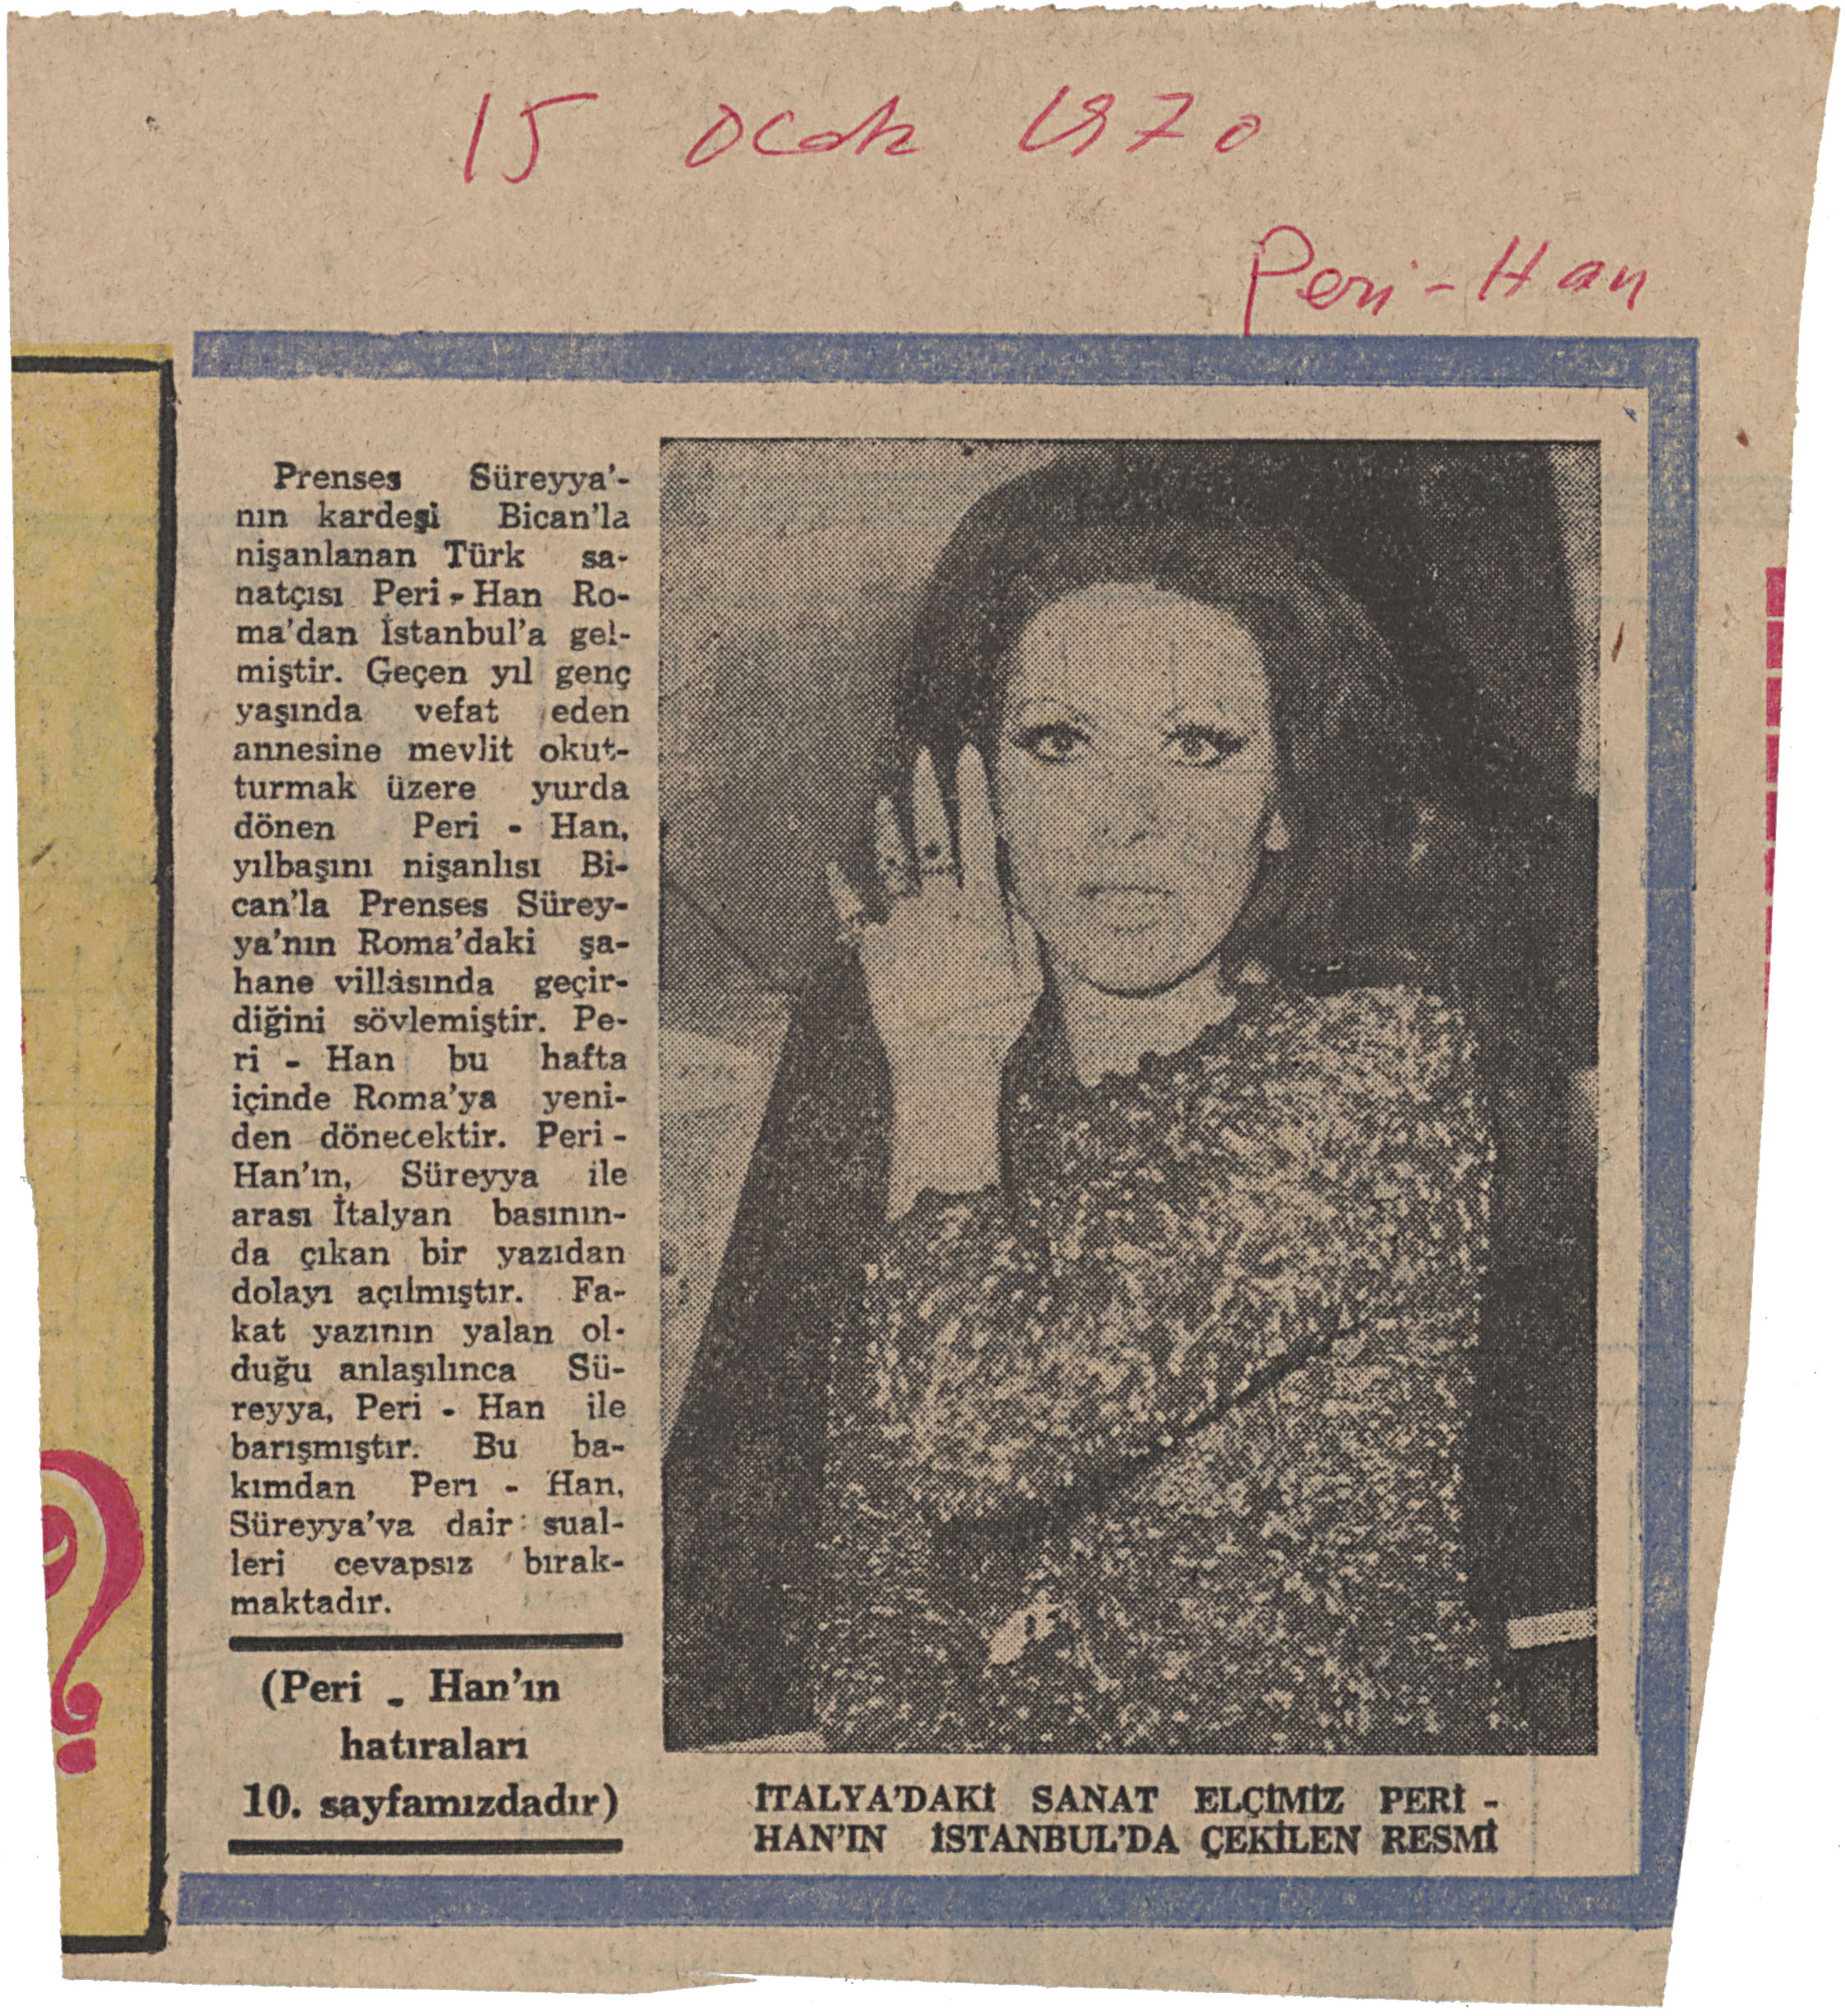 15 Ocak 1970
Peri-Han
Prenses Süreyya'-
nın kardeşi Bican'la
nişanlanan Türk sa-
natçısı Peri - Han Ro-
ma'dan İstanbul'a gel-
miştir. Geçen yıl genç
yaşında vefat eden
annesine mevlit okut-
turmak üzere yurda
dönen Peri - Han,
yılbaşını nişanlısı Bi-
can'la Prenses Sürey-
ya'nın Roma'daki şa-
hane villâsında geçir-
diğini sövlemiştir. Pe-
ri - Han bu hafta
içinde Roma'ya yeni-
den dönecektir. Peri -
Han'ın, Süreyya ile
arası İtalyan basının-
da çıkan bir yazıdan
dolayı açılmıştır. Fa-
kat yazının yalan ol-
duğu anlaşılınca Sü-
reyya, Peri - Han ile
barışmıştır. Bu ba-
kımdan Peri - Han,
Süreyya'va dair sual-
leri cevapsız bırak-
maktadır.
(Peri - Han'ın
hatıraları
10. sayfamızdadır)
İTALYA'DAKİ SANAT ELÇİMİZ PERİ -
HAN'IN İSTANBUL'DA ÇEKİLEN RESMİ
?